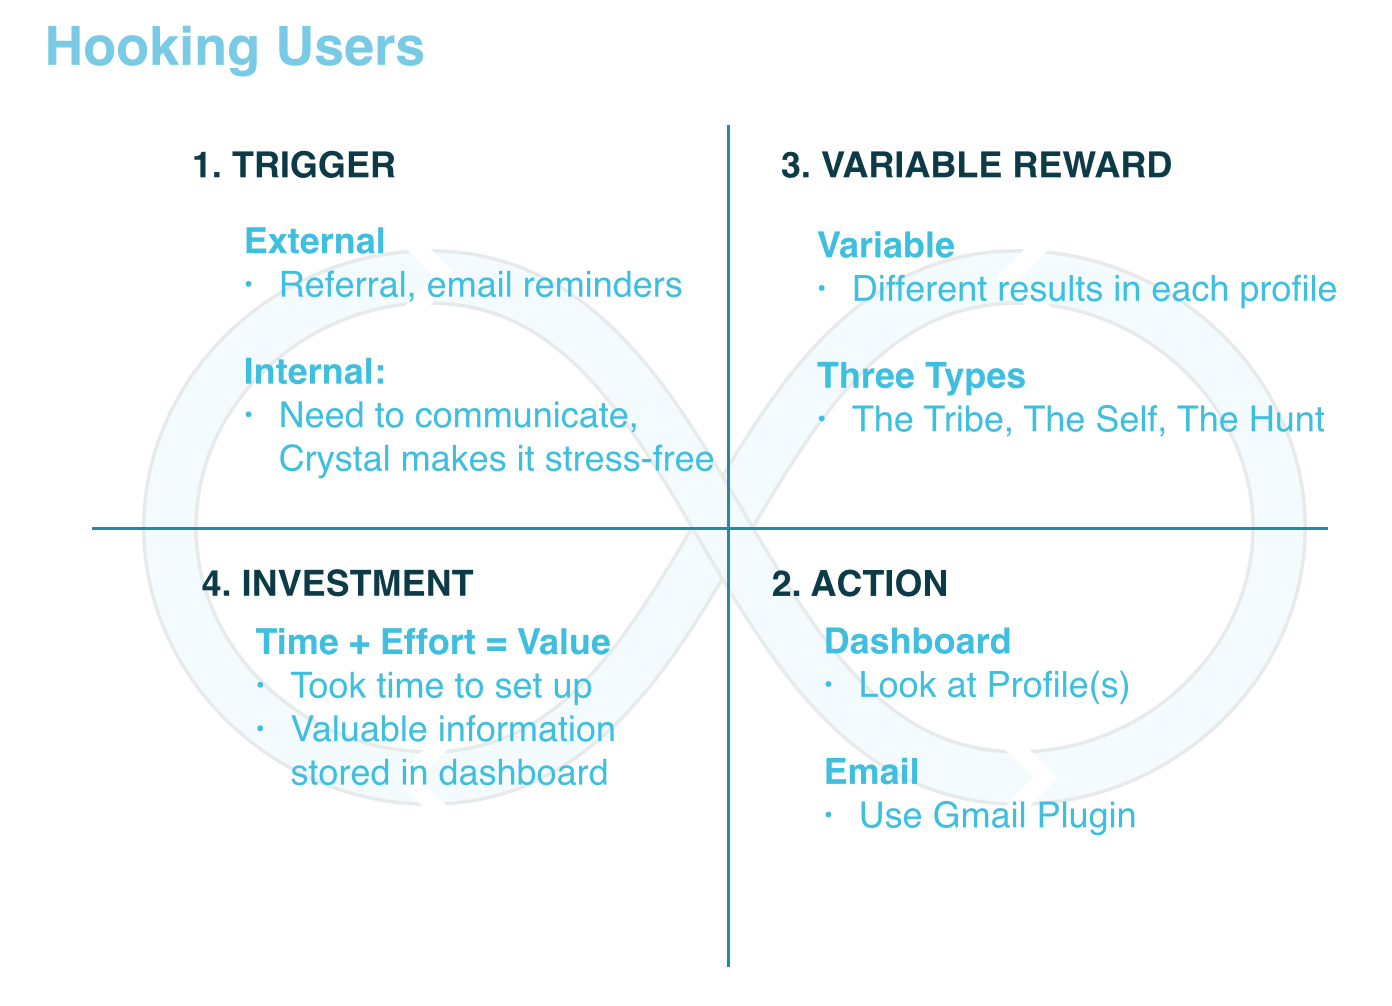 Hooking Users
1. TRIGGER
External
• Referral, email reminders
Internal:
• Need to communicate,
Crystal makes it stress-free
3. VARIABLE REWARD
Variable
• Different results in each profile
Three Types
• The Tribe, The Self, The Hunt
4. INVESTMENT
Time + Effort = Value
• Took time to set up
• Valuable information
stored in dashboard
2. ACTION
Dashboard
• Look at Profile(s)
Email
• Use Gmail Plugin